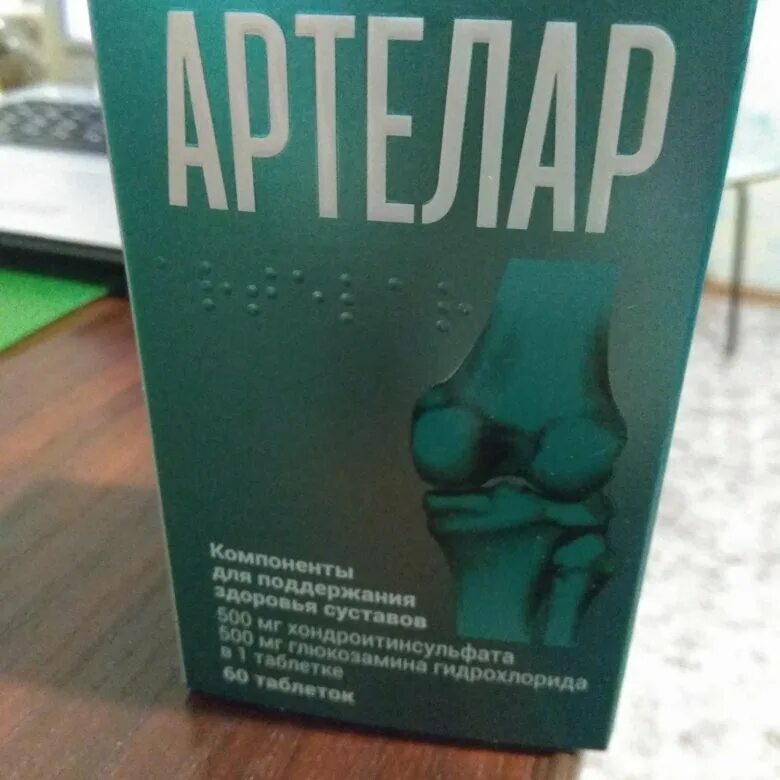 АРТЕЛАР
Компоненты
для поддержания
здоровья суставов
500 мг хондроитинсульфата
500 мг глюкозамина гидрохлорида
в 1 таблетке
60 таблеток